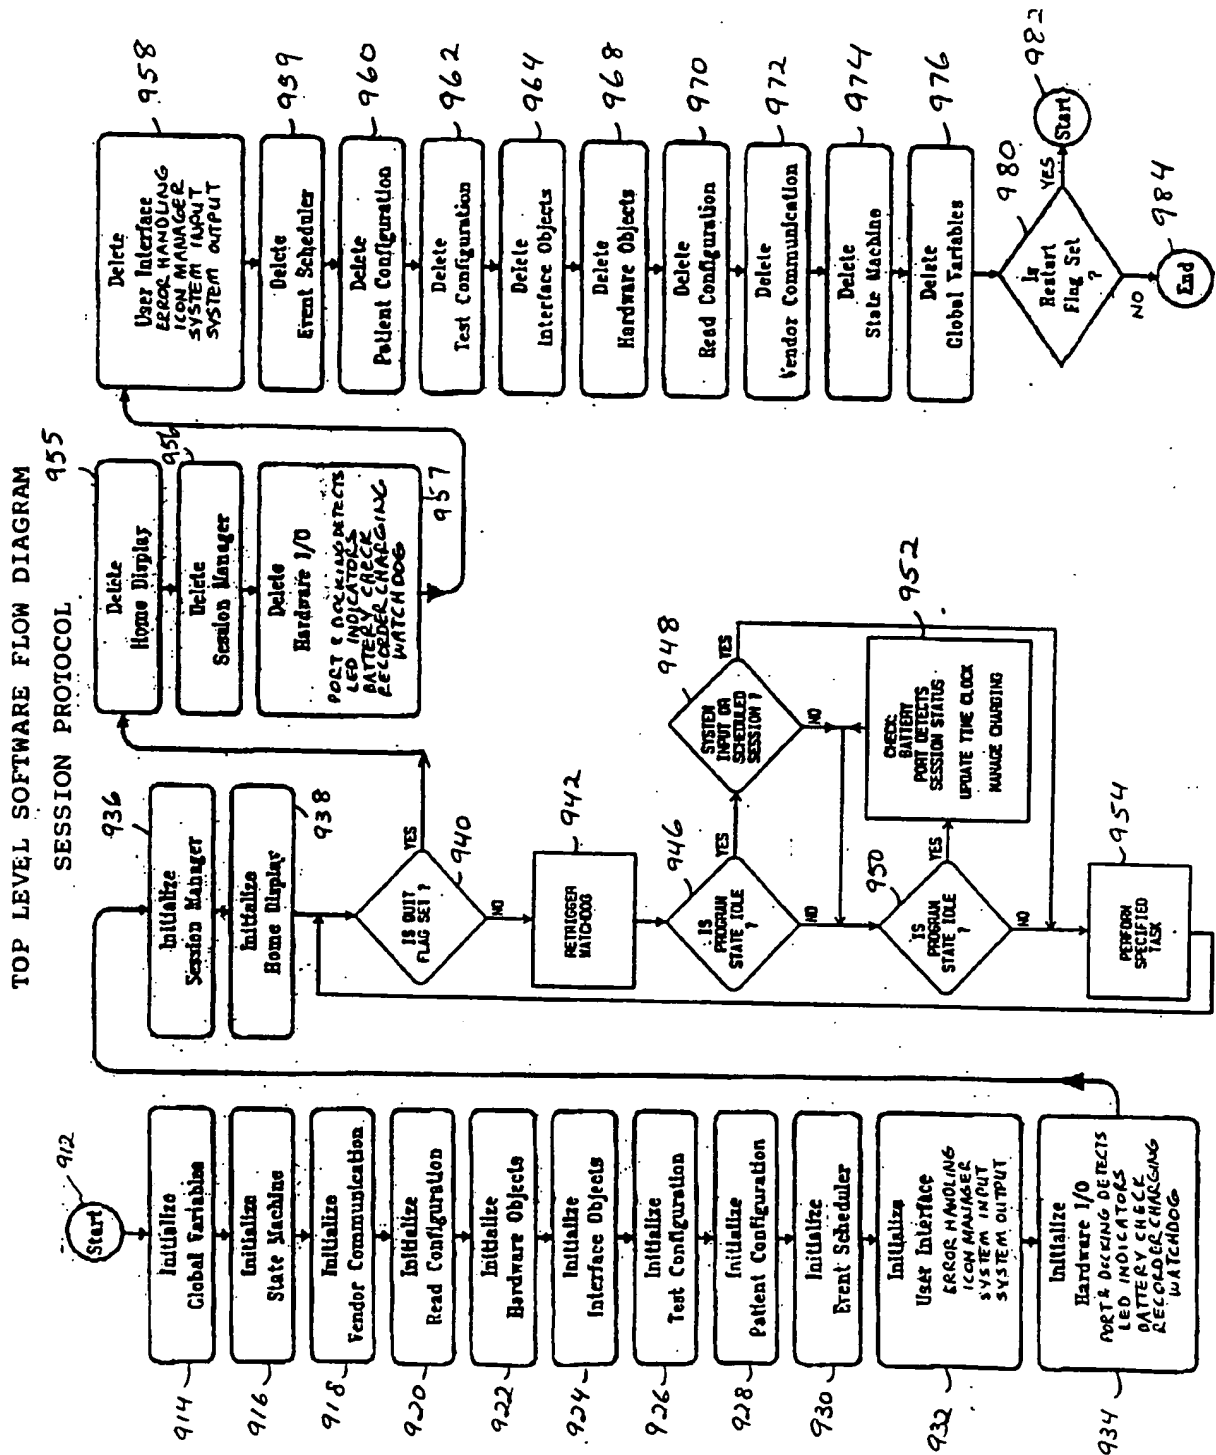 TOP LEVEL SOFTWARE FLOW DIAGRAM
SESSION PROTOCOL
912
Start
914
Initialize
Global Variables
916
Initialize
State Machine
918
Initialize
Vendor Communication
920
Initialize
Read Configuration
922
Initialize
Hardware Objects
924
Initialize
Interface Objects
926
Initialize
Test Configuration
928
Initialize
Patient Configuration
930
Initialize
Event Scheduler
932
Initialize
User Interface
ERROR HANDLING
ICON MANAGER
SYSTEM INPUT
SYSTEM OUTPUT
934
Initialize
Hardware I/O
PORT & DOCKING DETECTS
LED INDICATORS
BATTERY CHECK
RECORDER CHARGING
WATCHDOG
936
Initialize
Session Manager
938
Initialize
Home Display
940
IS QUIT
FLAG SET ?
YES
NO
942
RETRIGGER
WATCHDOG
946
IS
PROGRAM
STATE IDLE
?
YES
NO
948
SYSTEM
INPUT OR
SCHEDULED
SESSION ?
YES
NO
950
IS
PROGRAM
STATE IDLE
?
YES
NO
952
CHECK:
BATTERY
PORT DETECTS
SESSION STATUS
UPDATE TIME CLOCK
MANAGE CHARGING
954
PERFORM
SPECIFIED
TASK
955
Delete
Home Display
956
Delete
Session Manager
957
Delete
Hardware I/O
PORT & DOCKING DETECTS
LED INDICATORS
BATTERY CHECK
RECORDER CHARGING
WATCHDOG
958
Delete
User Interface
ERROR HANDLING
ICON MANAGER
SYSTEM INPUT
SYSTEM OUTPUT
959
Delete
Event Scheduler
960
Delete
Patient Configuration
962
Delete
Test Configuration
964
Delete
Interface Objects
968
Delete
Hardware Objects
970
Delete
Read Configuration
972
Delete
Vendor Communication
974
Delete
State Machine
976
Delete
Global Variables
980
Is
Restart
Flag Set
?
YES
NO
982
Start
984
End